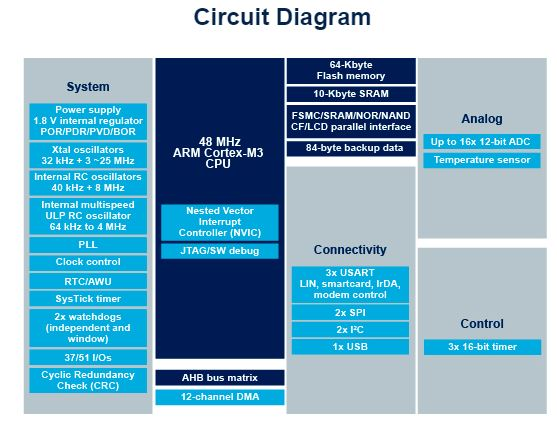 Circuit Diagram
System
Power supply
1.8 V internal regulator
POR/PDR/PVD/BOR
Xtal oscillators
32 kHz + 3 ~25 MHz
Internal RC oscillators
40 kHz + 8 MHz
Internal multispeed
ULP RC oscillator
64 kHz to 4 MHz
PLL
Clock control
RTC/AWU
SysTick timer
2x watchdogs
(independent and
window)
37/51 I/Os
Cyclic Redundancy
Check (CRC)
48 MHz
ARM Cortex-M3
CPU
Nested Vector
Interrupt
Controller (NVIC)
JTAG/SW debug
AHB bus matrix
12-channel DMA
64-Kbyte
Flash memory
10-Kbyte SRAM
FSMC/SRAM/NOR/NAND
CF/LCD parallel interface
84-byte backup data
Connectivity
3x USART
LIN, smartcard, IrDA,
modem control
2x SPI
2x I²C
1x USB
Analog
Up to 16x 12-bit ADC
Temperature sensor
Control
3x 16-bit timer